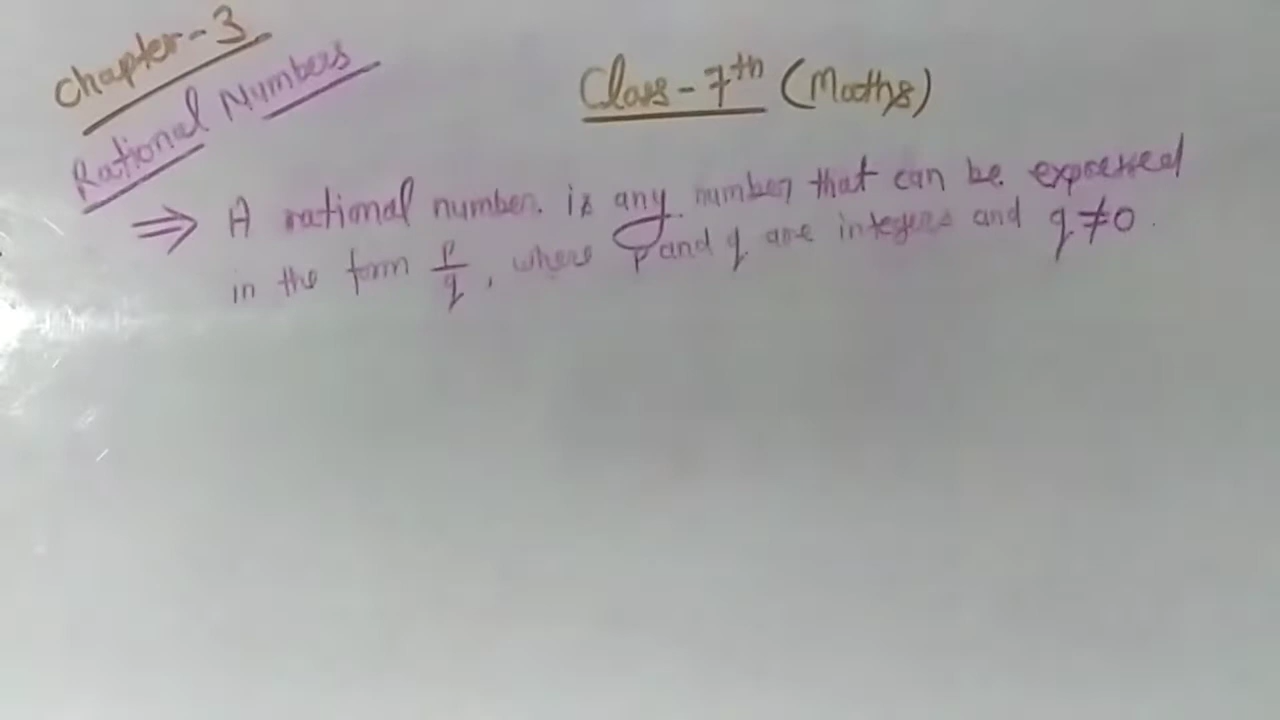 Chapter-3
Rational Numbers
Class-7th (Maths)
⇒ A rational number is any number that can be expressed
in the form p/q, where p and q are integers and q≠0.